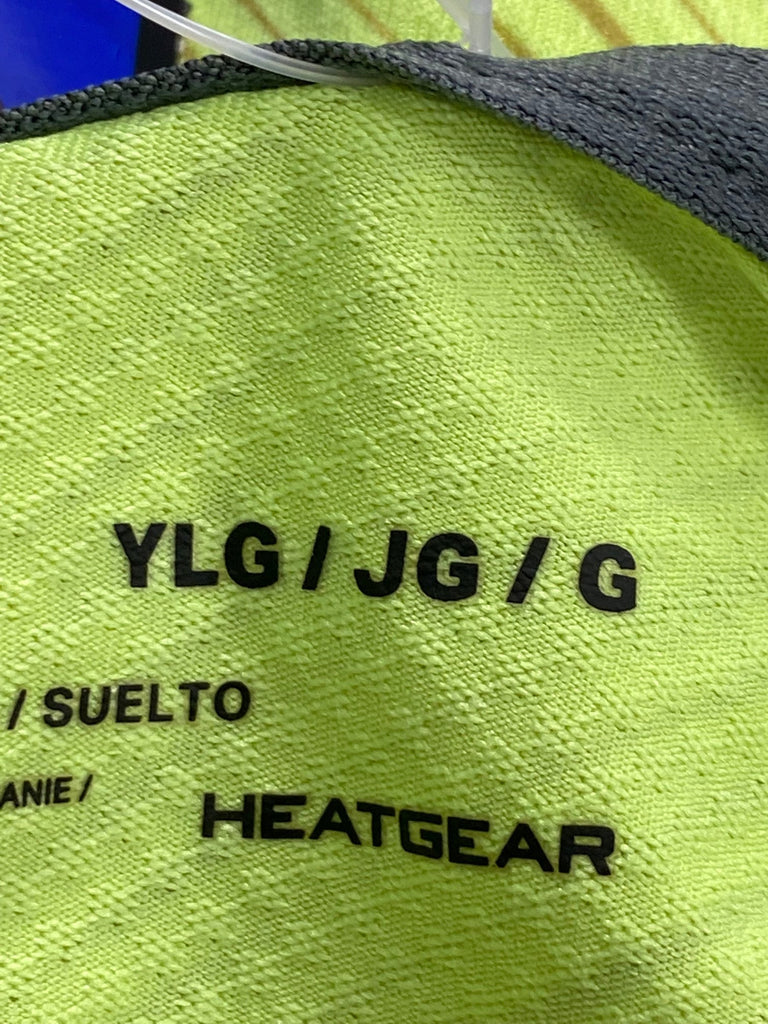 YLG / JG / G
/ SUELTO
ANIE /
HEATGEAR